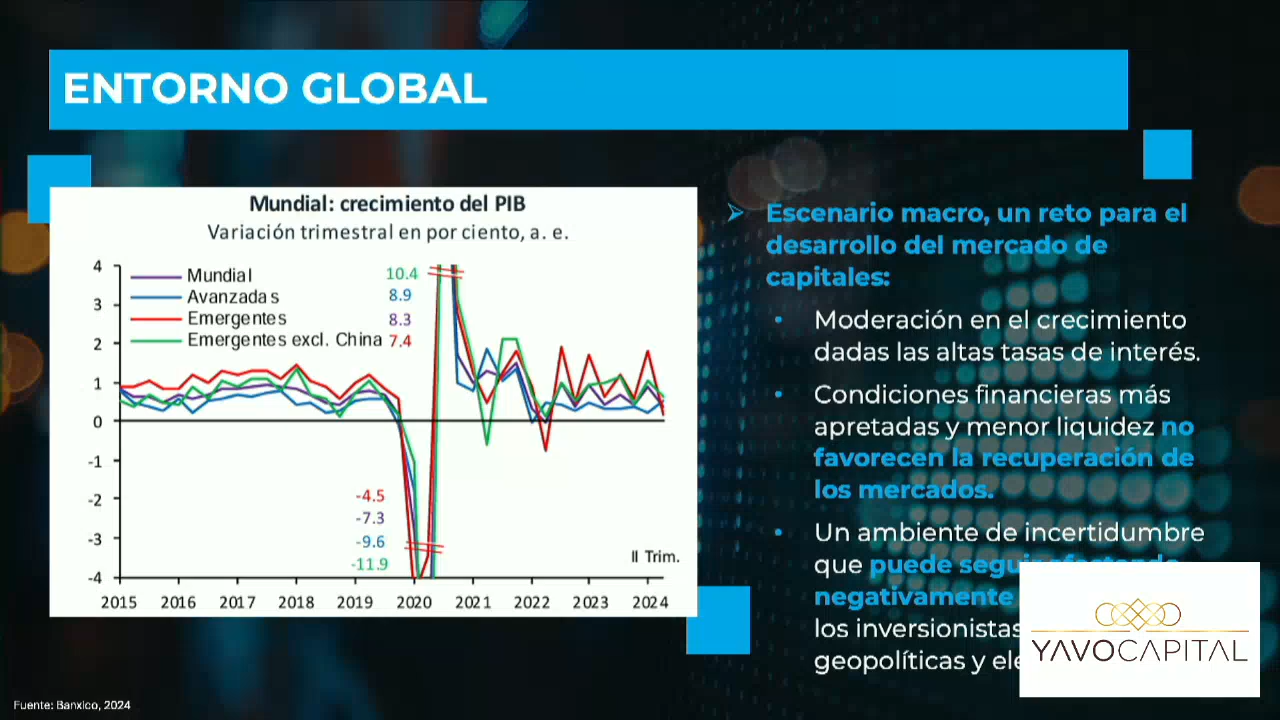 ENTORNO GLOBAL
Mundial: crecimiento del PIB
Variación trimestral en por ciento, a. e.
4
3
2
1
0
-1
-2
-3
-4
Mundial
Avanzadas
Emergentes
Emergentes excl. China
10.4
8.9
8.3
7.4
-4.5
-7.3
-9.6
-11.9
II Trim.
2015 2016 2017 2018 2019 2020 2021 2022 2023 2024
Escenario macro, un reto para el
desarrollo del mercado de
capitales:
Moderación en el crecimiento
dadas las altas tasas de interés.
Condiciones financieras más
apretadas y menor liquidez no
favorecen la recuperación de
los mercados.
Un ambiente de incertidumbre
que puede seguir afectando
negativamente
los inversionistas
geopolíticas y ele
YAVOCAPITAL
Fuente: Banxico, 2024